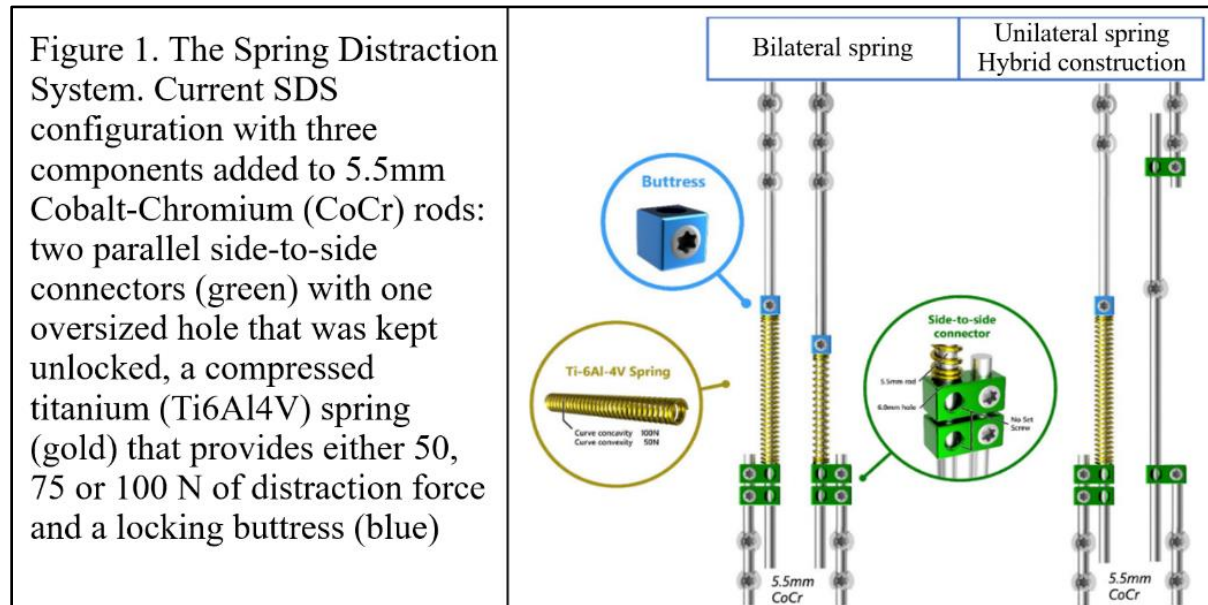 Figure 1. The Spring Distraction
System. Current SDS
configuration with three
components added to 5.5mm
Cobalt-Chromium (CoCr) rods:
two parallel side-to-side
connectors (green) with one
oversized hole that was kept
unlocked, a compressed
titanium (Ti6Al4V) spring
(gold) that provides either 50,
75 or 100 N of distraction force
and a locking buttress (blue)
Bilateral spring
Unilateral spring
Hybrid construction
Buttress
Ti-6Al-4V Spring
Curve concavity 100N
Curve convexity 50N
Side-to-side
connector
5.5mm rod
6.0mm hole
No Set
Screw
5.5mm
CoCr
5.5mm
CoCr